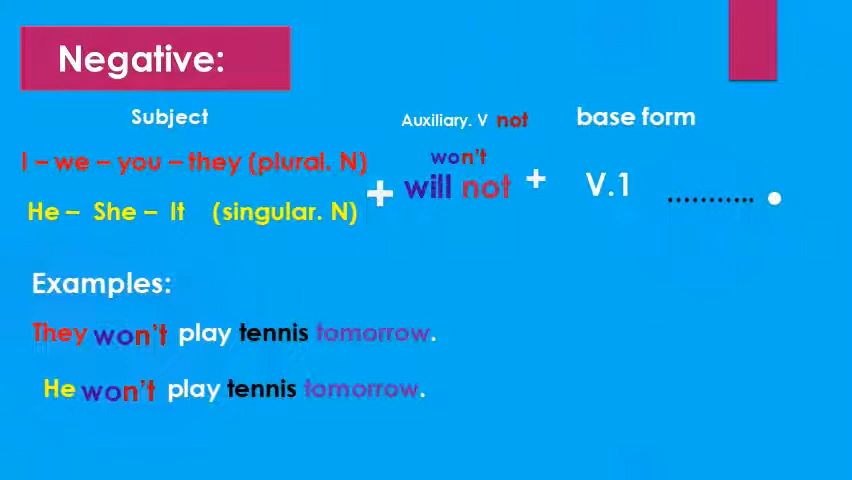 Negative:
Subject Auxiliary. V not base form
won't
I – we – you – they (plural. N)
+ will not + V.1 ........... .
He – She – It (singular. N)
Examples:
They won't play tennis tomorrow.
He won't play tennis tomorrow.